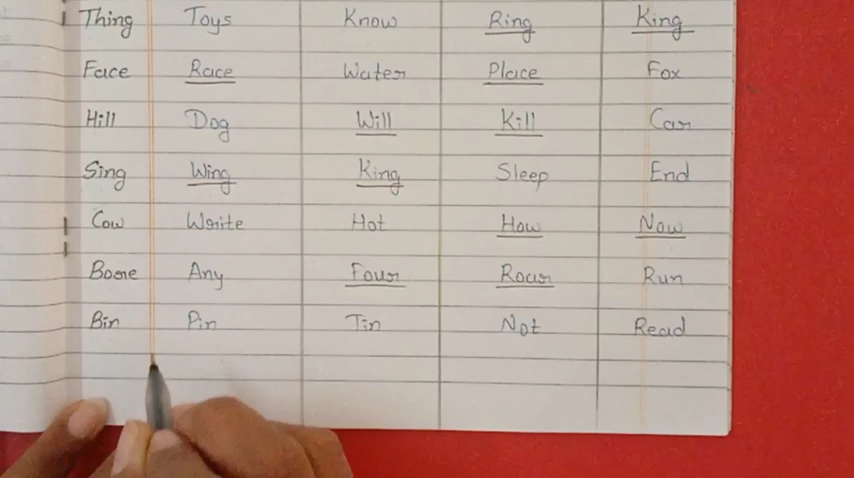 Thing Toys Know Ring King
Face Race Water Place Fox
Hill Dog Will Kill Car
Sing Wing King Sleep End
Cow Write Hot How Now
Bore Any Four Roar Run
Bin Pin Tin Not Read